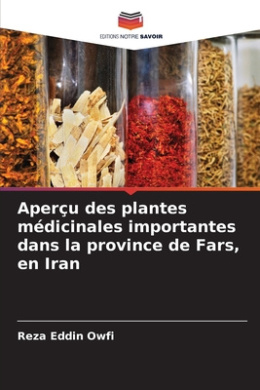 EDITIONS NOTRE SAVOIR
Aperçu des plantes
médicinales importantes
dans la province de Fars,
en Iran
Reza Eddin Owfi